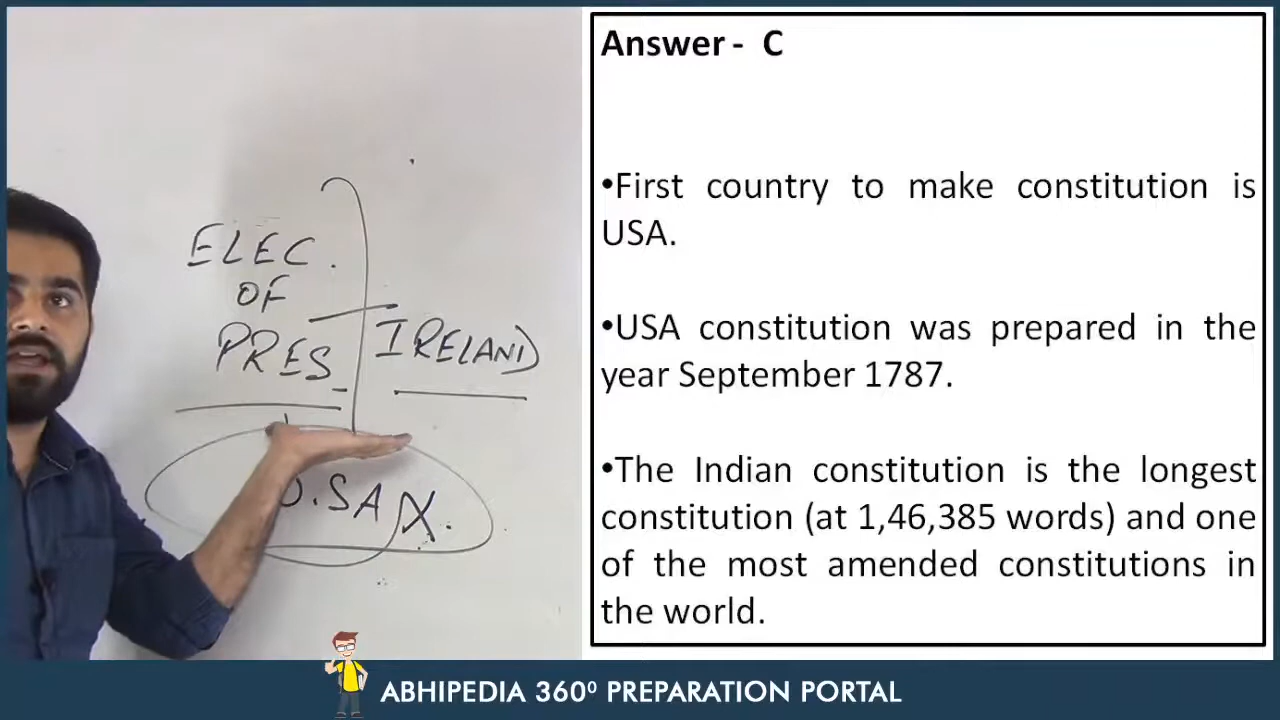 ELEC.
OF
PRES
IRELAND
.SA X.
Answer - C
•First country to make constitution is
USA.
•USA constitution was prepared in the
year September 1787.
•The Indian constitution is the longest
constitution (at 1,46,385 words) and one
of the most amended constitutions in
the world.
ABHIPEDIA 360⁰ PREPARATION PORTAL